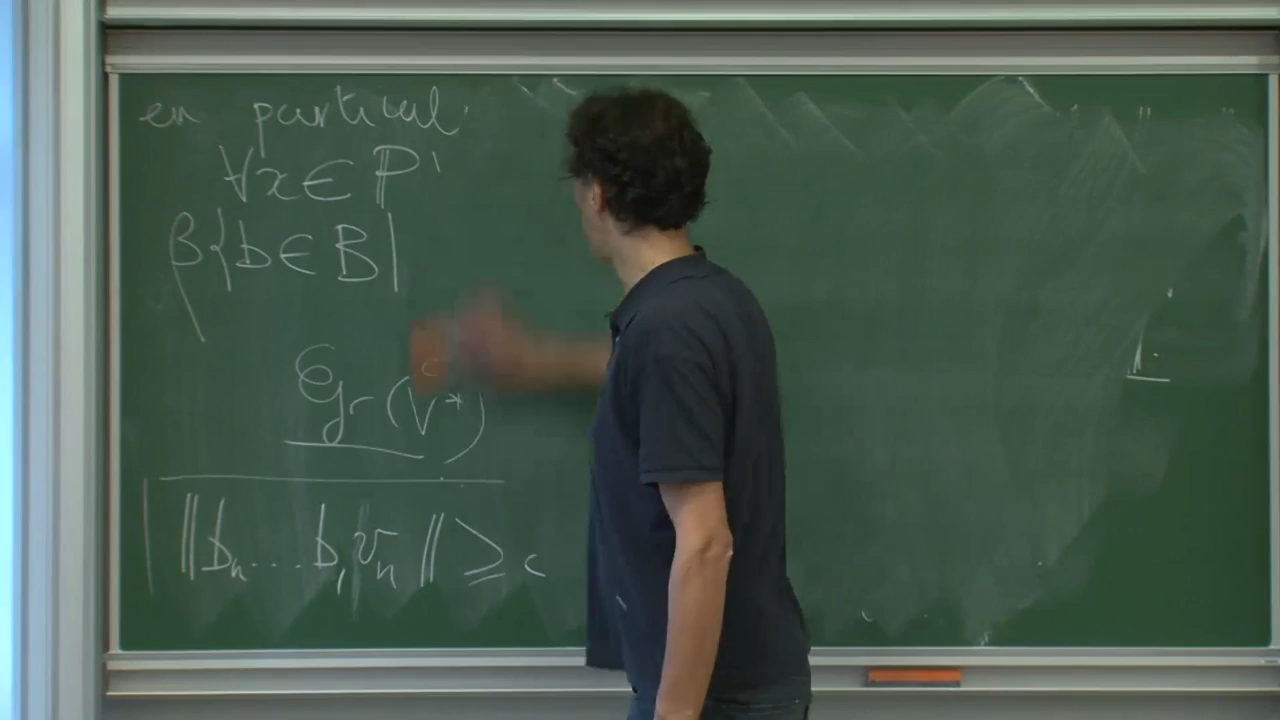 en particul.
∀x ∈ P'
β{b ∈ B |
Gr(V*)
‖bₙ...b₁vₙ‖ ≥ c